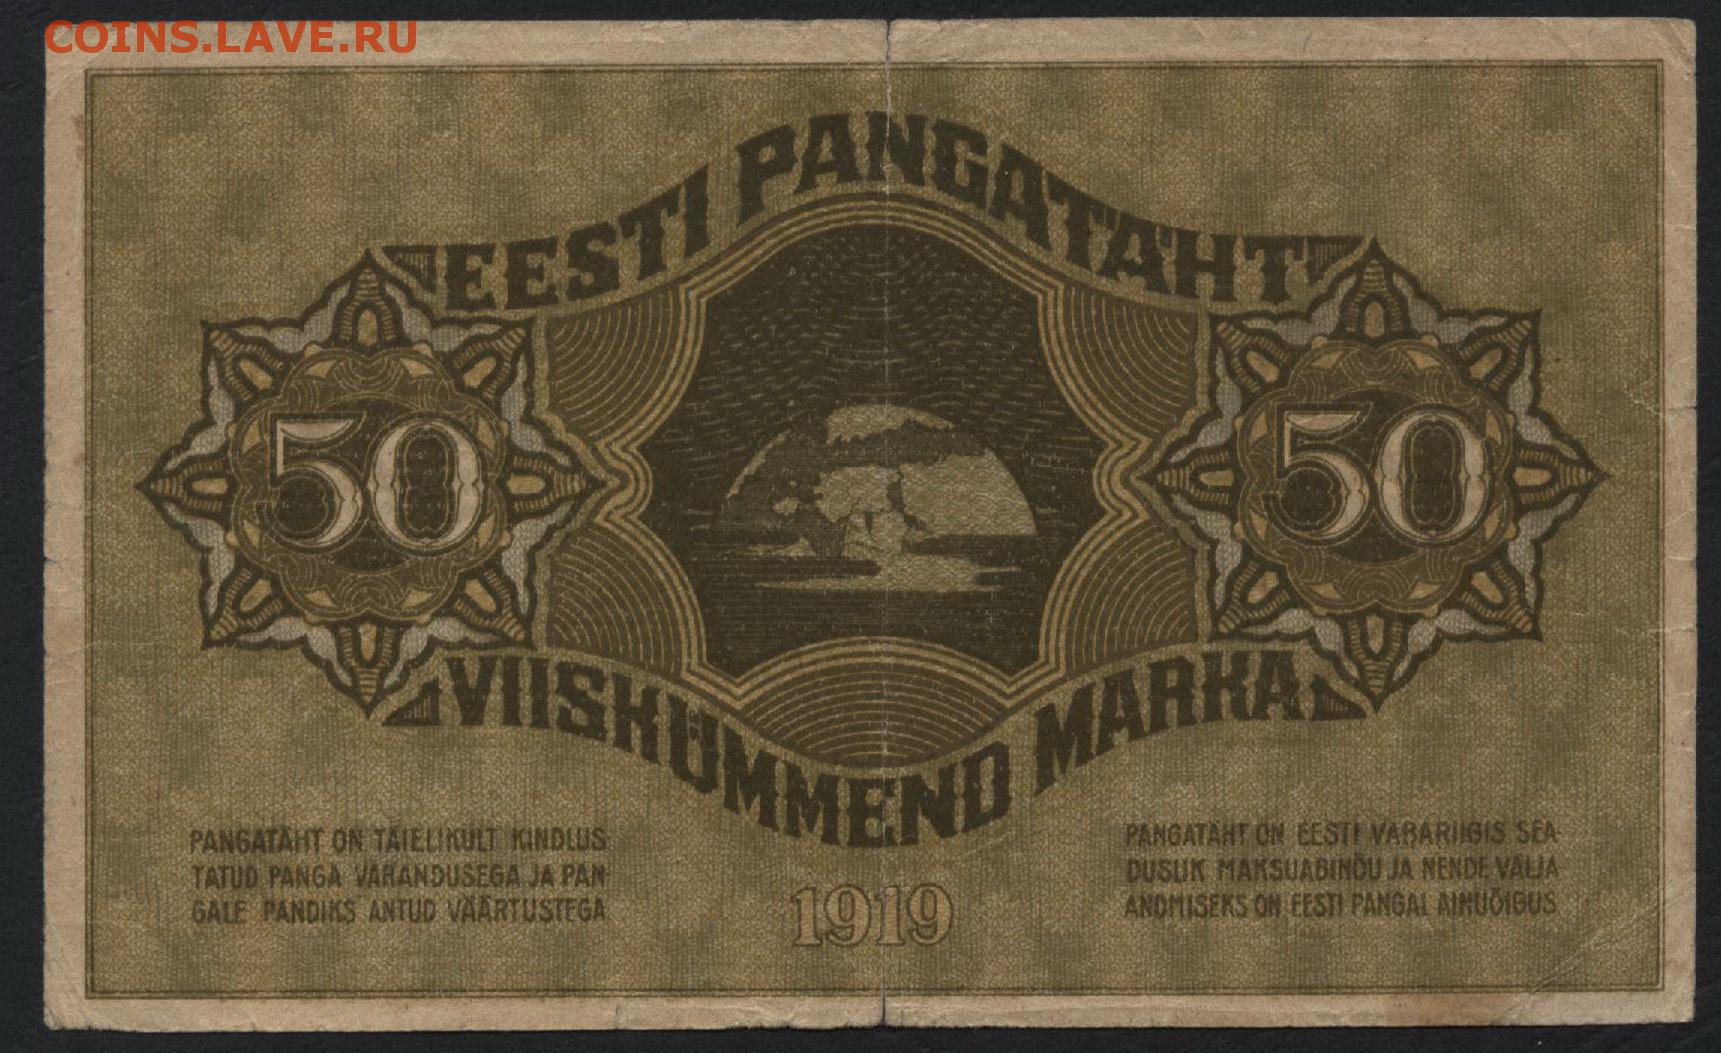 COINS.LAVE.RU
EESTI PANGATÄHT
50
50
VIISKÜMMEND MARKA
PANGATÄHT ON TÄIELIKULT KINDLUS
TATUD PANGA VARANDUSEGA JA PAN
GALE PANDIKS ANTUD VÄÄRTUSTEGA
1919
PANGATÄHT ON EESTI VABARIIGIS SEA-
DUSLIK MAKSUABINÕU JA NENDE VÄLJA
ANDMISEKS ON EESTI PANGAL AINUÕIGUS